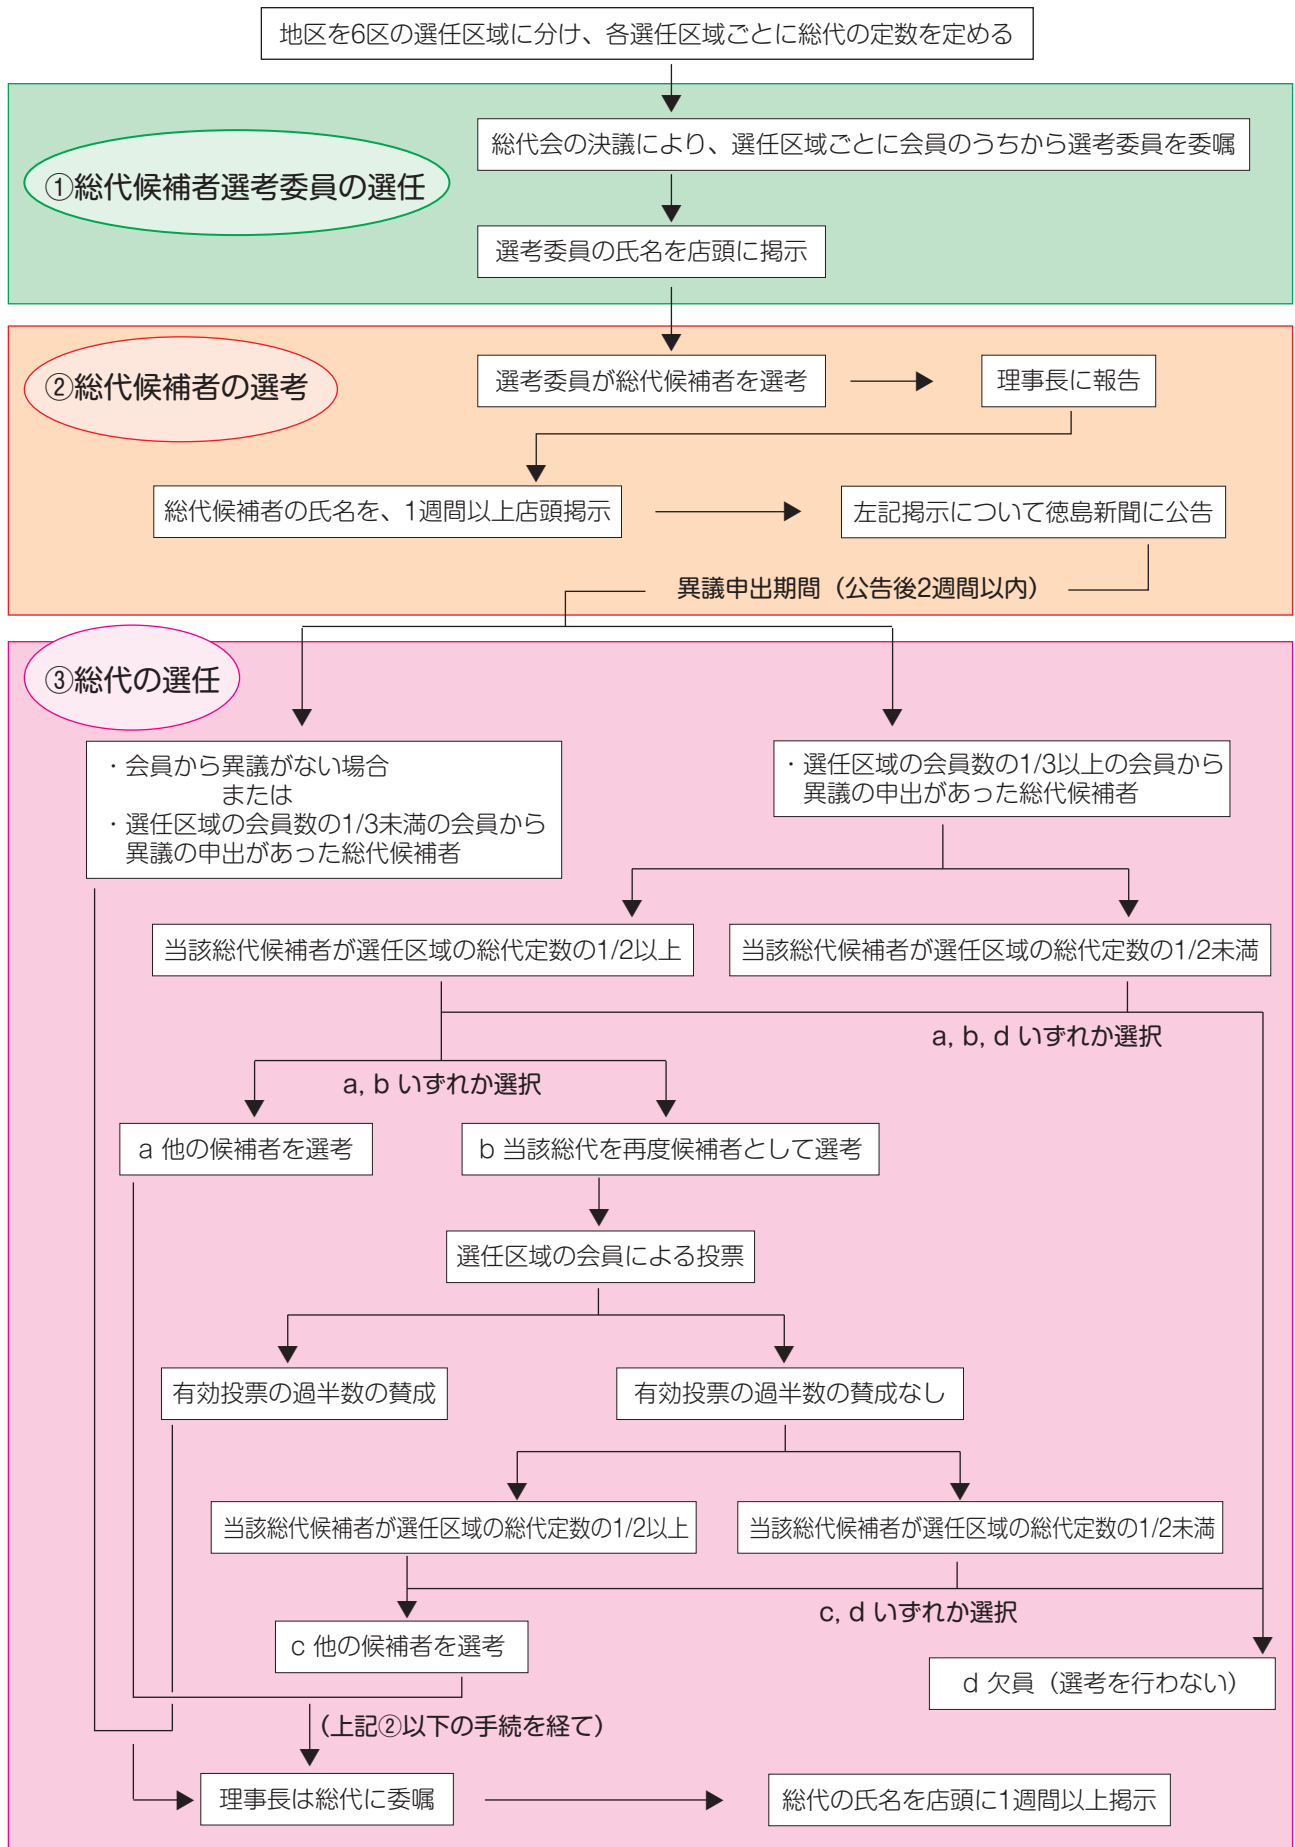 地区を6区の選任区域に分け、各選任区域ごとに総代の定数を定める
①総代候補者選考委員の選任
総代会の決議により、選任区域ごとに会員のうちから選考委員を委嘱
選考委員の氏名を店頭に掲示
②総代候補者の選考
選考委員が総代候補者を選考
理事長に報告
総代候補者の氏名を、1週間以上店頭掲示
左記掲示について徳島新聞に公告
異議申出期間（公告後2週間以内）
③総代の選任
・会員から異議がない場合
または
・選任区域の会員数の1/3未満の会員から
異議の申出があった総代候補者
・選任区域の会員数の1/3以上の会員から
異議の申出があった総代候補者
当該総代候補者が選任区域の総代定数の1/2以上
当該総代候補者が選任区域の総代定数の1/2未満
a, b, d いずれか選択
a, b いずれか選択
a 他の候補者を選考
b 当該総代を再度候補者として選考
選任区域の会員による投票
有効投票の過半数の賛成
有効投票の過半数の賛成なし
当該総代候補者が選任区域の総代定数の1/2以上
当該総代候補者が選任区域の総代定数の1/2未満
c, d いずれか選択
c 他の候補者を選考
d 欠員（選考を行わない）
（上記②以下の手続を経て）
理事長は総代に委嘱
総代の氏名を店頭に1週間以上掲示